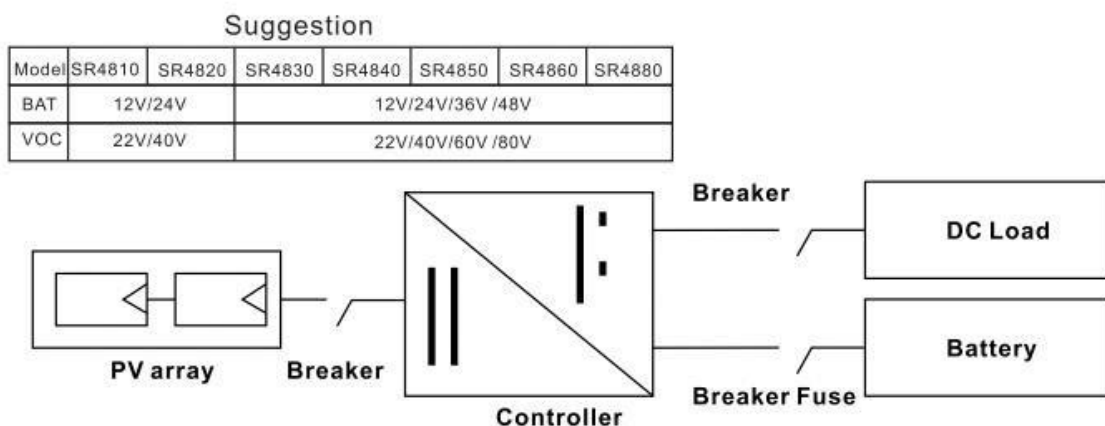 Suggestion
Model SR4810 SR4820 SR4830 SR4840 SR4850 SR4860 SR4880
BAT 12V/24V 12V/24V/36V /48V
VOC 22V/40V 22V/40V/60V /80V
Breaker
DC Load
PV array
Breaker
Battery
Breaker Fuse
Controller